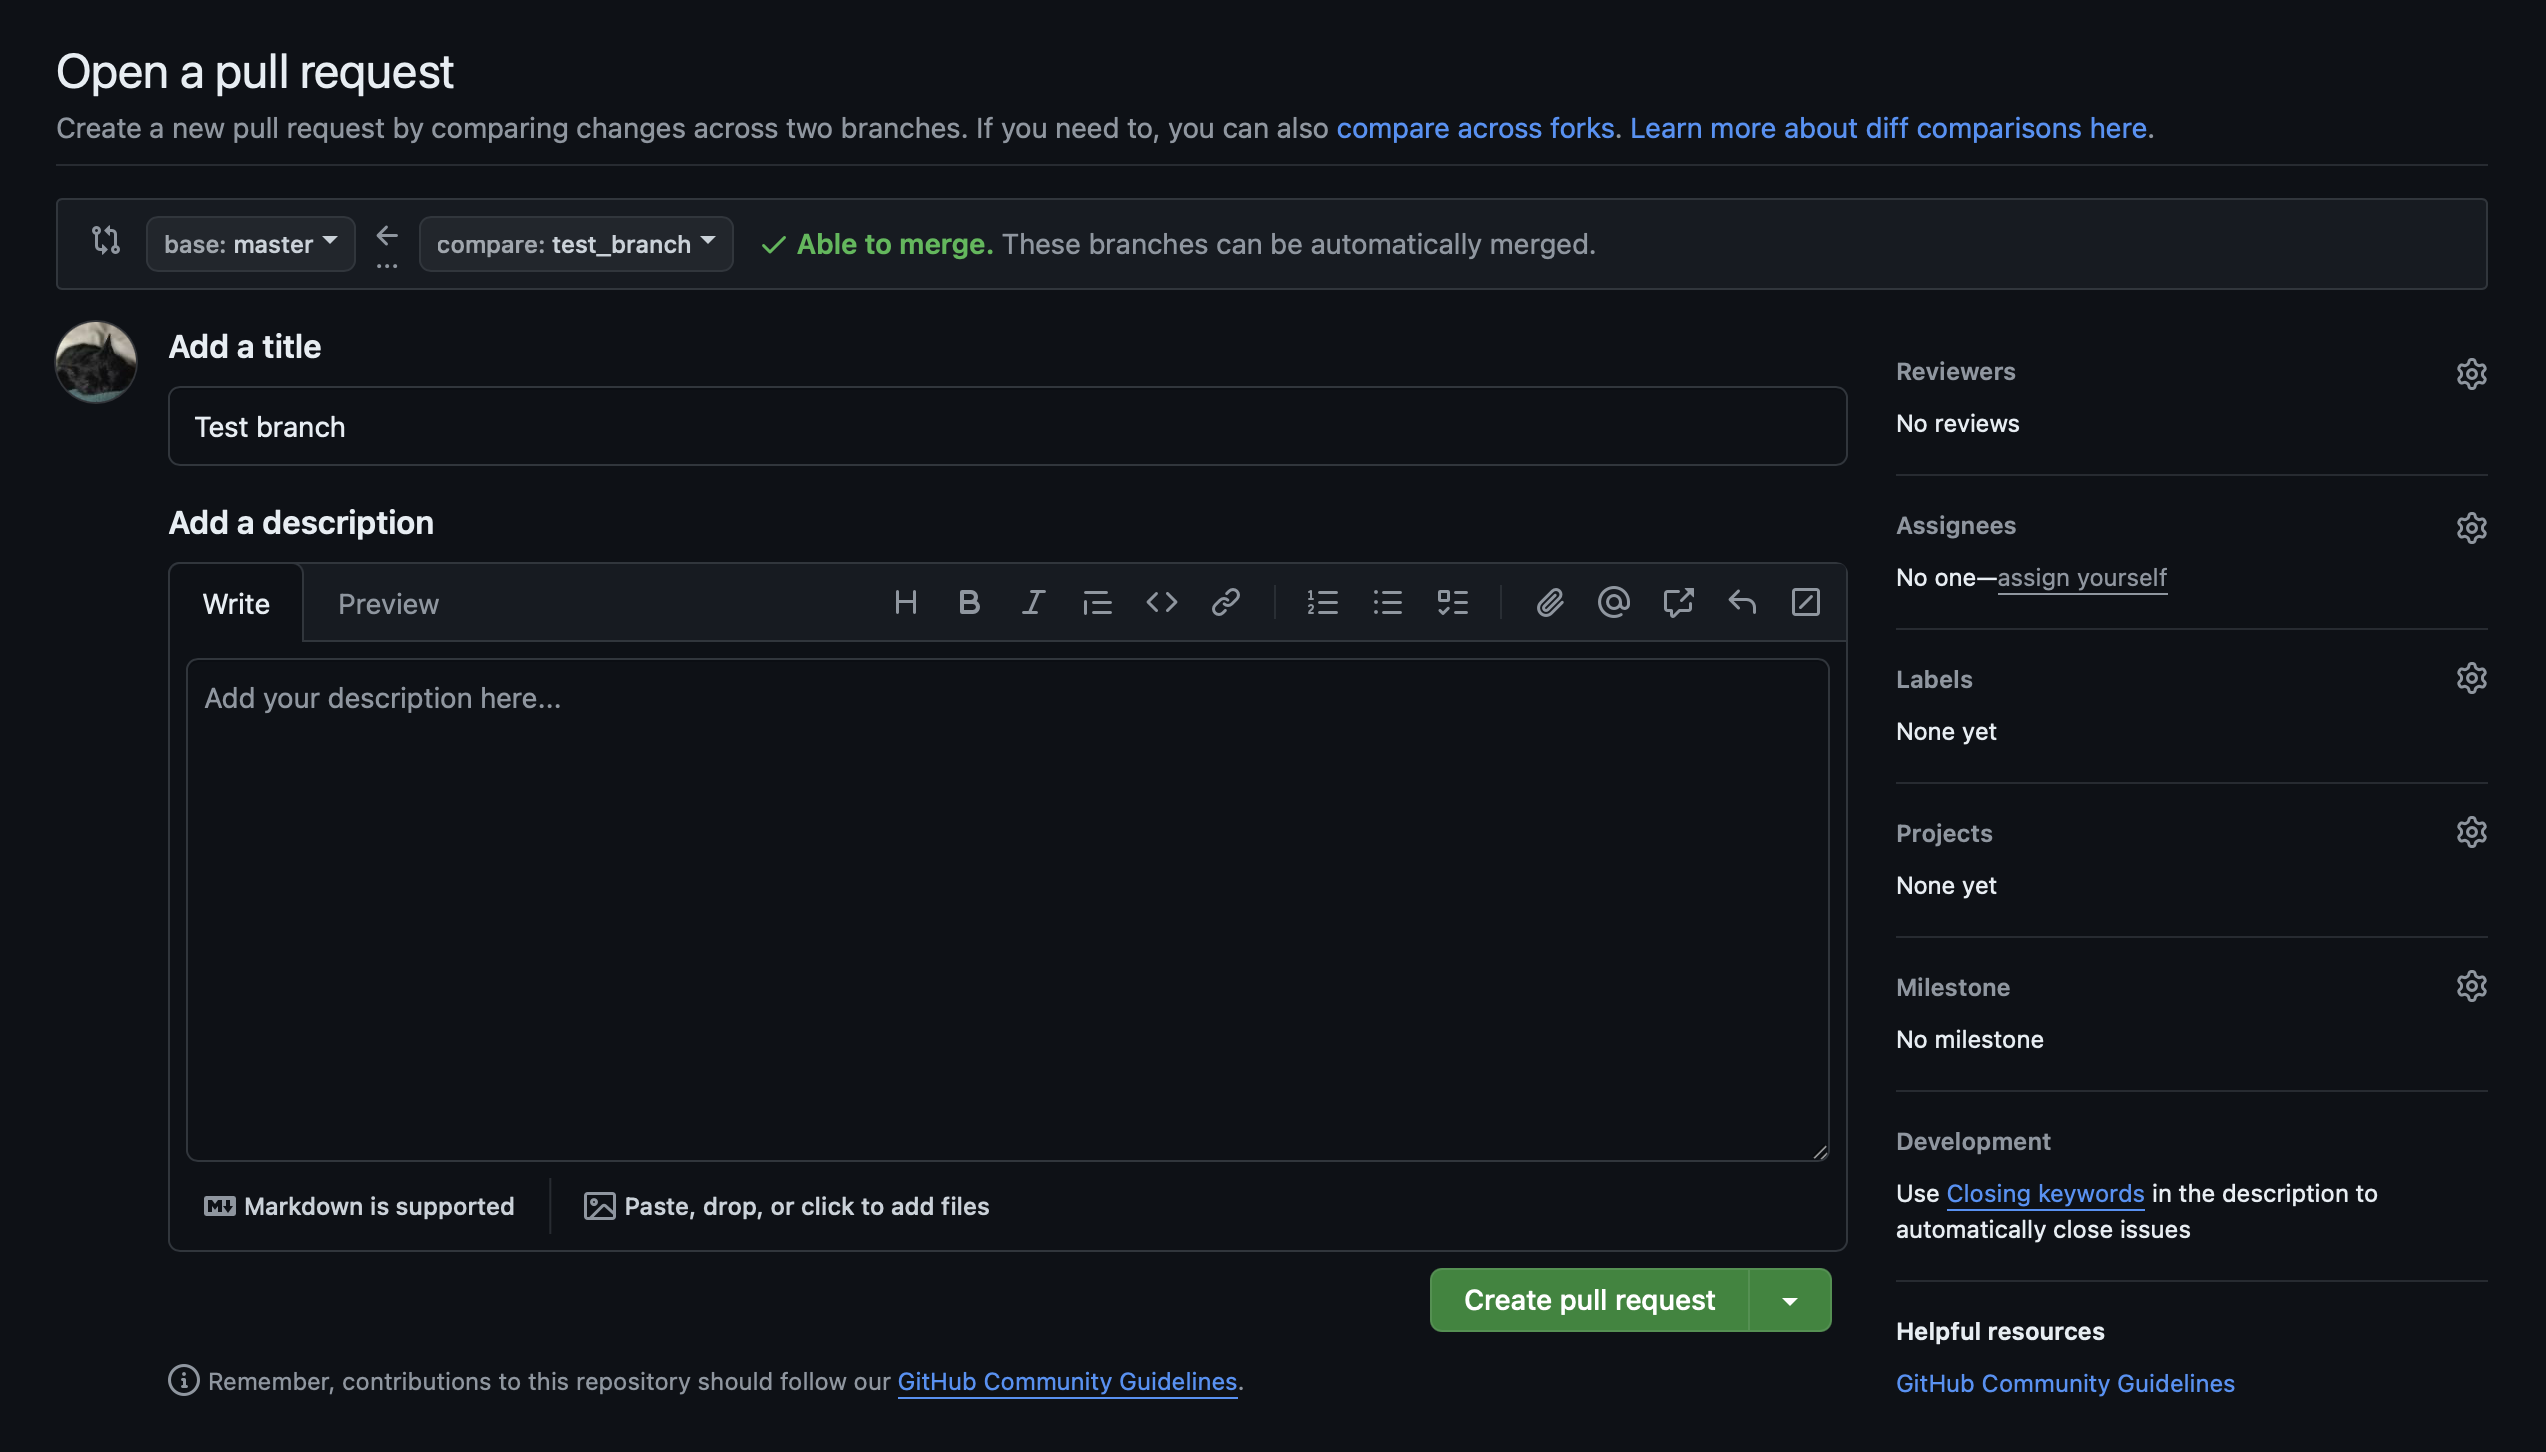 Open a pull request
Create a new pull request by comparing changes across two branches. If you need to, you can also compare across forks. Learn more about diff comparisons here.
base: master
compare: test_branch
Able to merge. These branches can be automatically merged.
Add a title
Test branch
Add a description
Write
Preview
Add your description here...
Markdown is supported
Paste, drop, or click to add files
Create pull request
Remember, contributions to this repository should follow our GitHub Community Guidelines.
Reviewers
No reviews
Assignees
No one—assign yourself
Labels
None yet
Projects
None yet
Milestone
No milestone
Development
Use Closing keywords in the description to
automatically close issues
Helpful resources
GitHub Community Guidelines